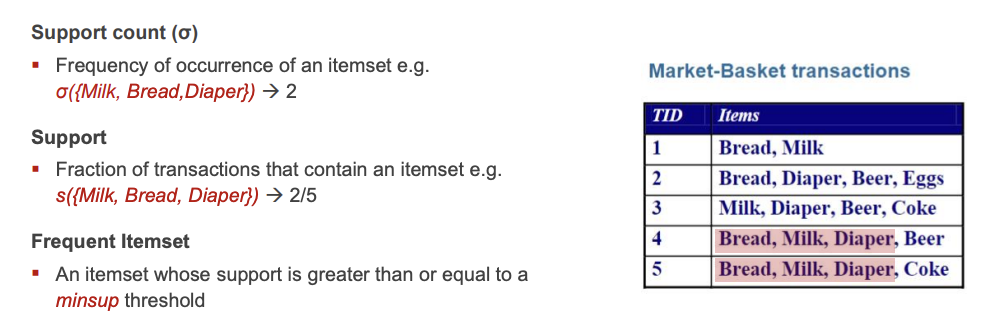 Support count (σ)
▪ Frequency of occurrence of an itemset e.g.
σ({Milk, Bread,Diaper}) → 2
Support
▪ Fraction of transactions that contain an itemset e.g.
s({Milk, Bread, Diaper}) → 2/5
Frequent Itemset
▪ An itemset whose support is greater than or equal to a
minsup threshold
Market-Basket transactions
TID Items
1 Bread, Milk
2 Bread, Diaper, Beer, Eggs
3 Milk, Diaper, Beer, Coke
4 Bread, Milk, Diaper, Beer
5 Bread, Milk, Diaper, Coke